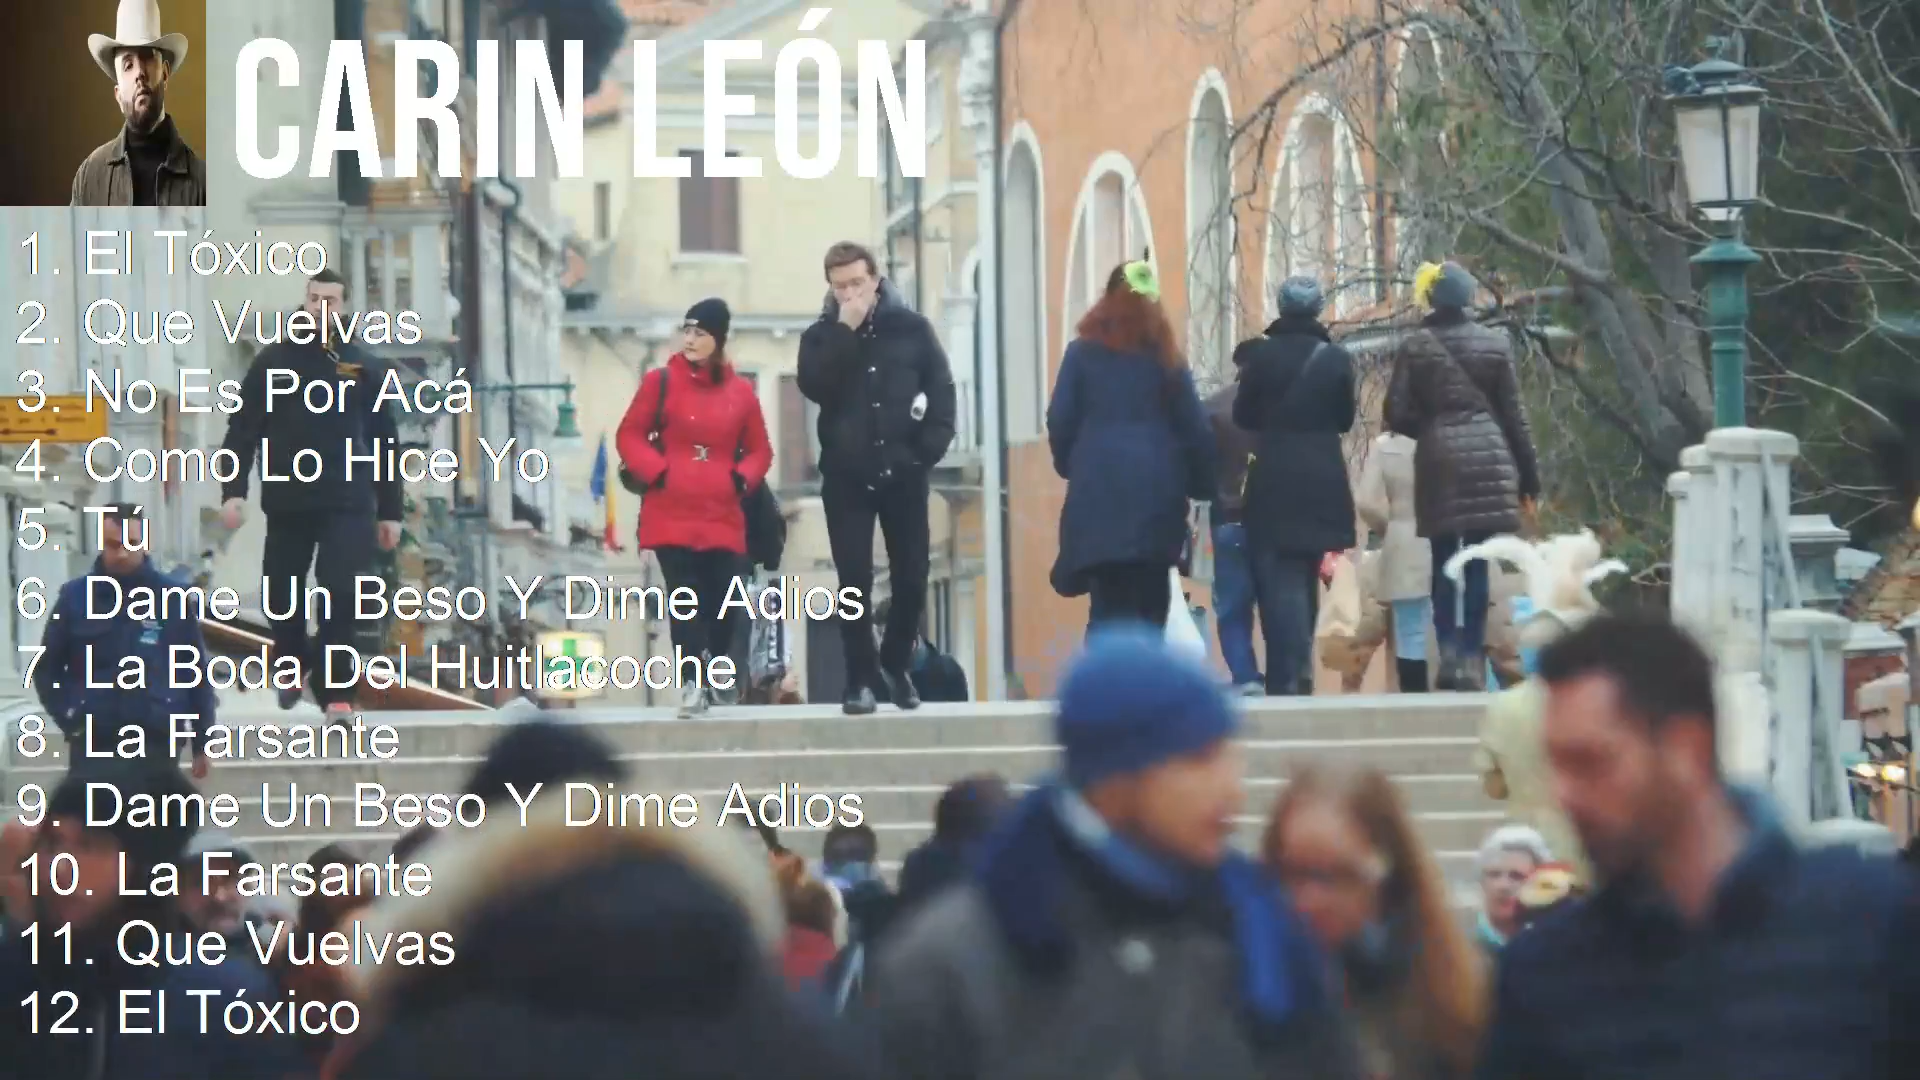 CARIN LEÓN
1. El Tóxico
2. Que Vuelvas
3. No Es Por Acá
4. Como Lo Hice Yo
5. Tú
6. Dame Un Beso Y Dime Adios
7. La Boda Del Huitlacoche
8. La Farsante
9. Dame Un Beso Y Dime Adios
10. La Farsante
11. Que Vuelvas
12. El Tóxico